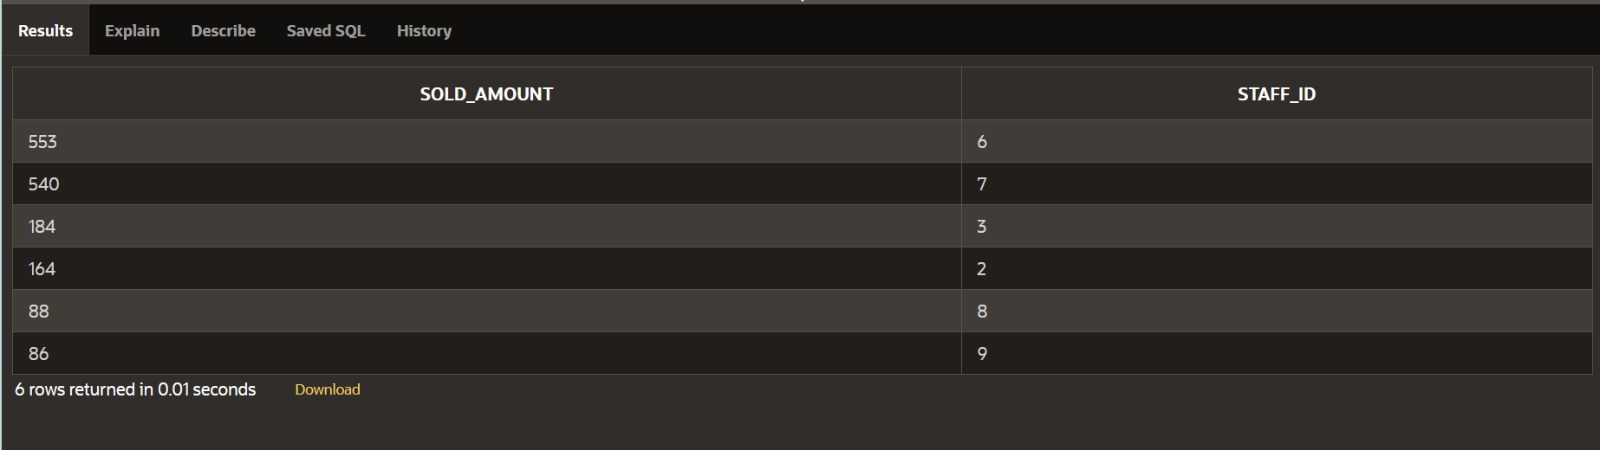 Results Explain Describe Saved SQL History
SOLD_AMOUNT STAFF_ID
553 6
540 7
184 3
164 2
88 8
86 9
6 rows returned in 0.01 seconds Download